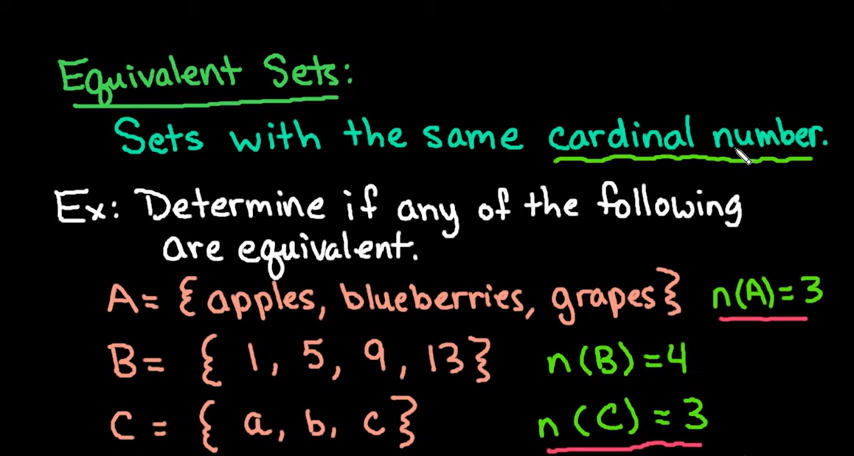 Equivalent Sets:
Sets with the same cardinal number.
Ex: Determine if any of the following
are equivalent.
A = { apples, blueberries, grapes } n(A) = 3
B = { 1, 5, 9, 13 } n(B) = 4
C = { a, b, c } n(C) = 3